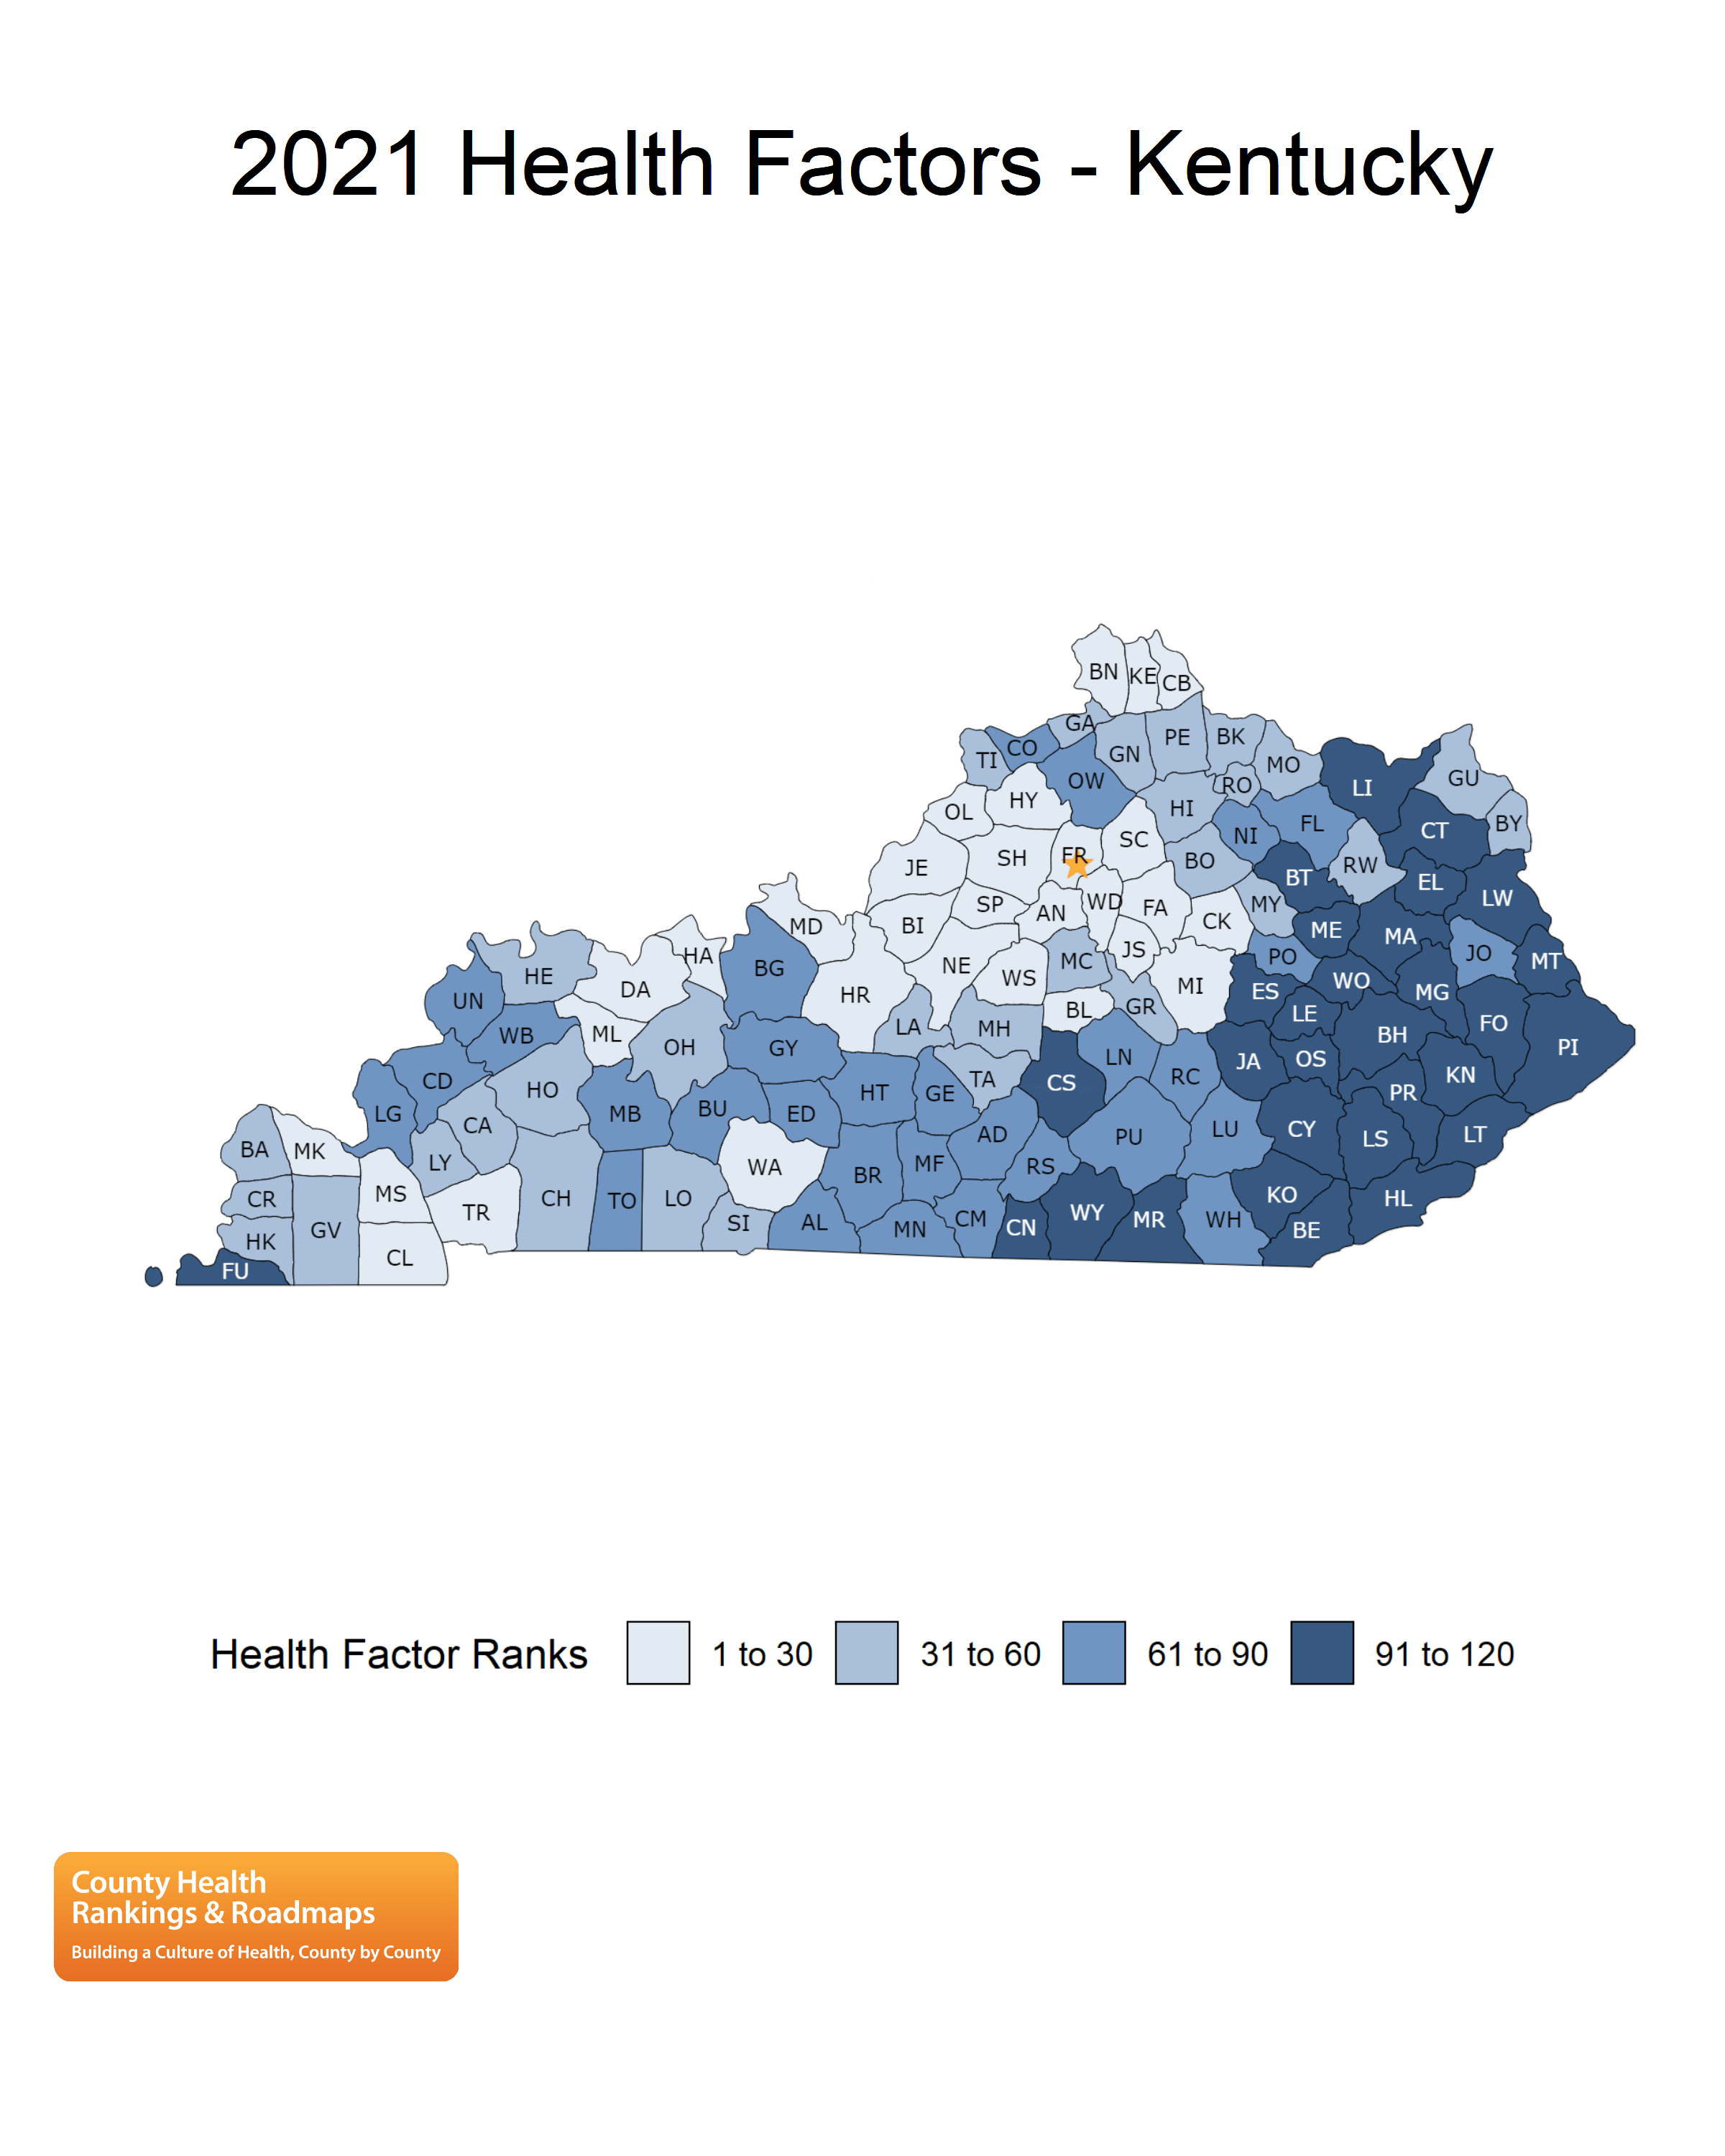 2021 Health Factors - Kentucky
BN KE CB
GA
CO GN PE BK
TI MO
OW RO GU
HY HI LI
OL NI FL BY
SC CT
JE SH FR BO RW
BT EL
SP WD MY LW
MD BI AN FA CK ME
HA MA
BG NE MC JS PO JO MT
HE WS WO
DA HR MI ES MG
UN BL GR LE
WB ML LA MH FO
OH GY LN BH PI
JA OS
CD HO TA CS RC KN
LG MB BU ED HT GE PR
CA AD PU LU CY LS LT
BA MK LY WA BR MF RS
CR MS CH TO LO KO HL
GV TR SI AL MN CM CN WY MR WH BE
HK CL
FU
Health Factor Ranks 1 to 30 31 to 60 61 to 90 91 to 120
County Health
Rankings & Roadmaps
Building a Culture of Health, County by County